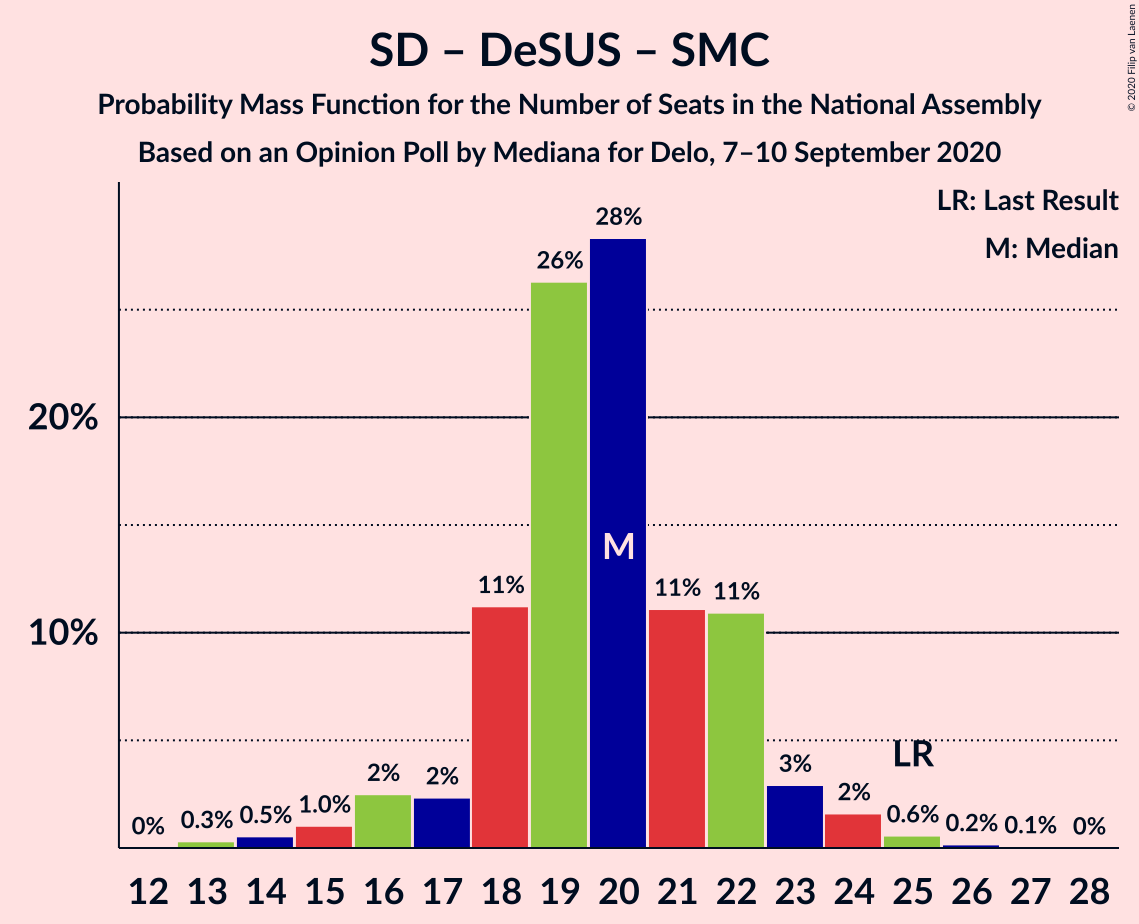 SD – DeSUS – SMC
Probability Mass Function for the Number of Seats in the National Assembly
Based on an Opinion Poll by Mediana for Delo, 7–10 September 2020
© 2020 Filip van Laenen
LR: Last Result
M: Median
20%
10%
0%
0.3%
0.5%
1.0%
2%
2%
11%
26%
28%
11%
11%
3%
2%
0.6%
0.2%
0.1%
0%
M
LR
12 13 14 15 16 17 18 19 20 21 22 23 24 25 26 27 28